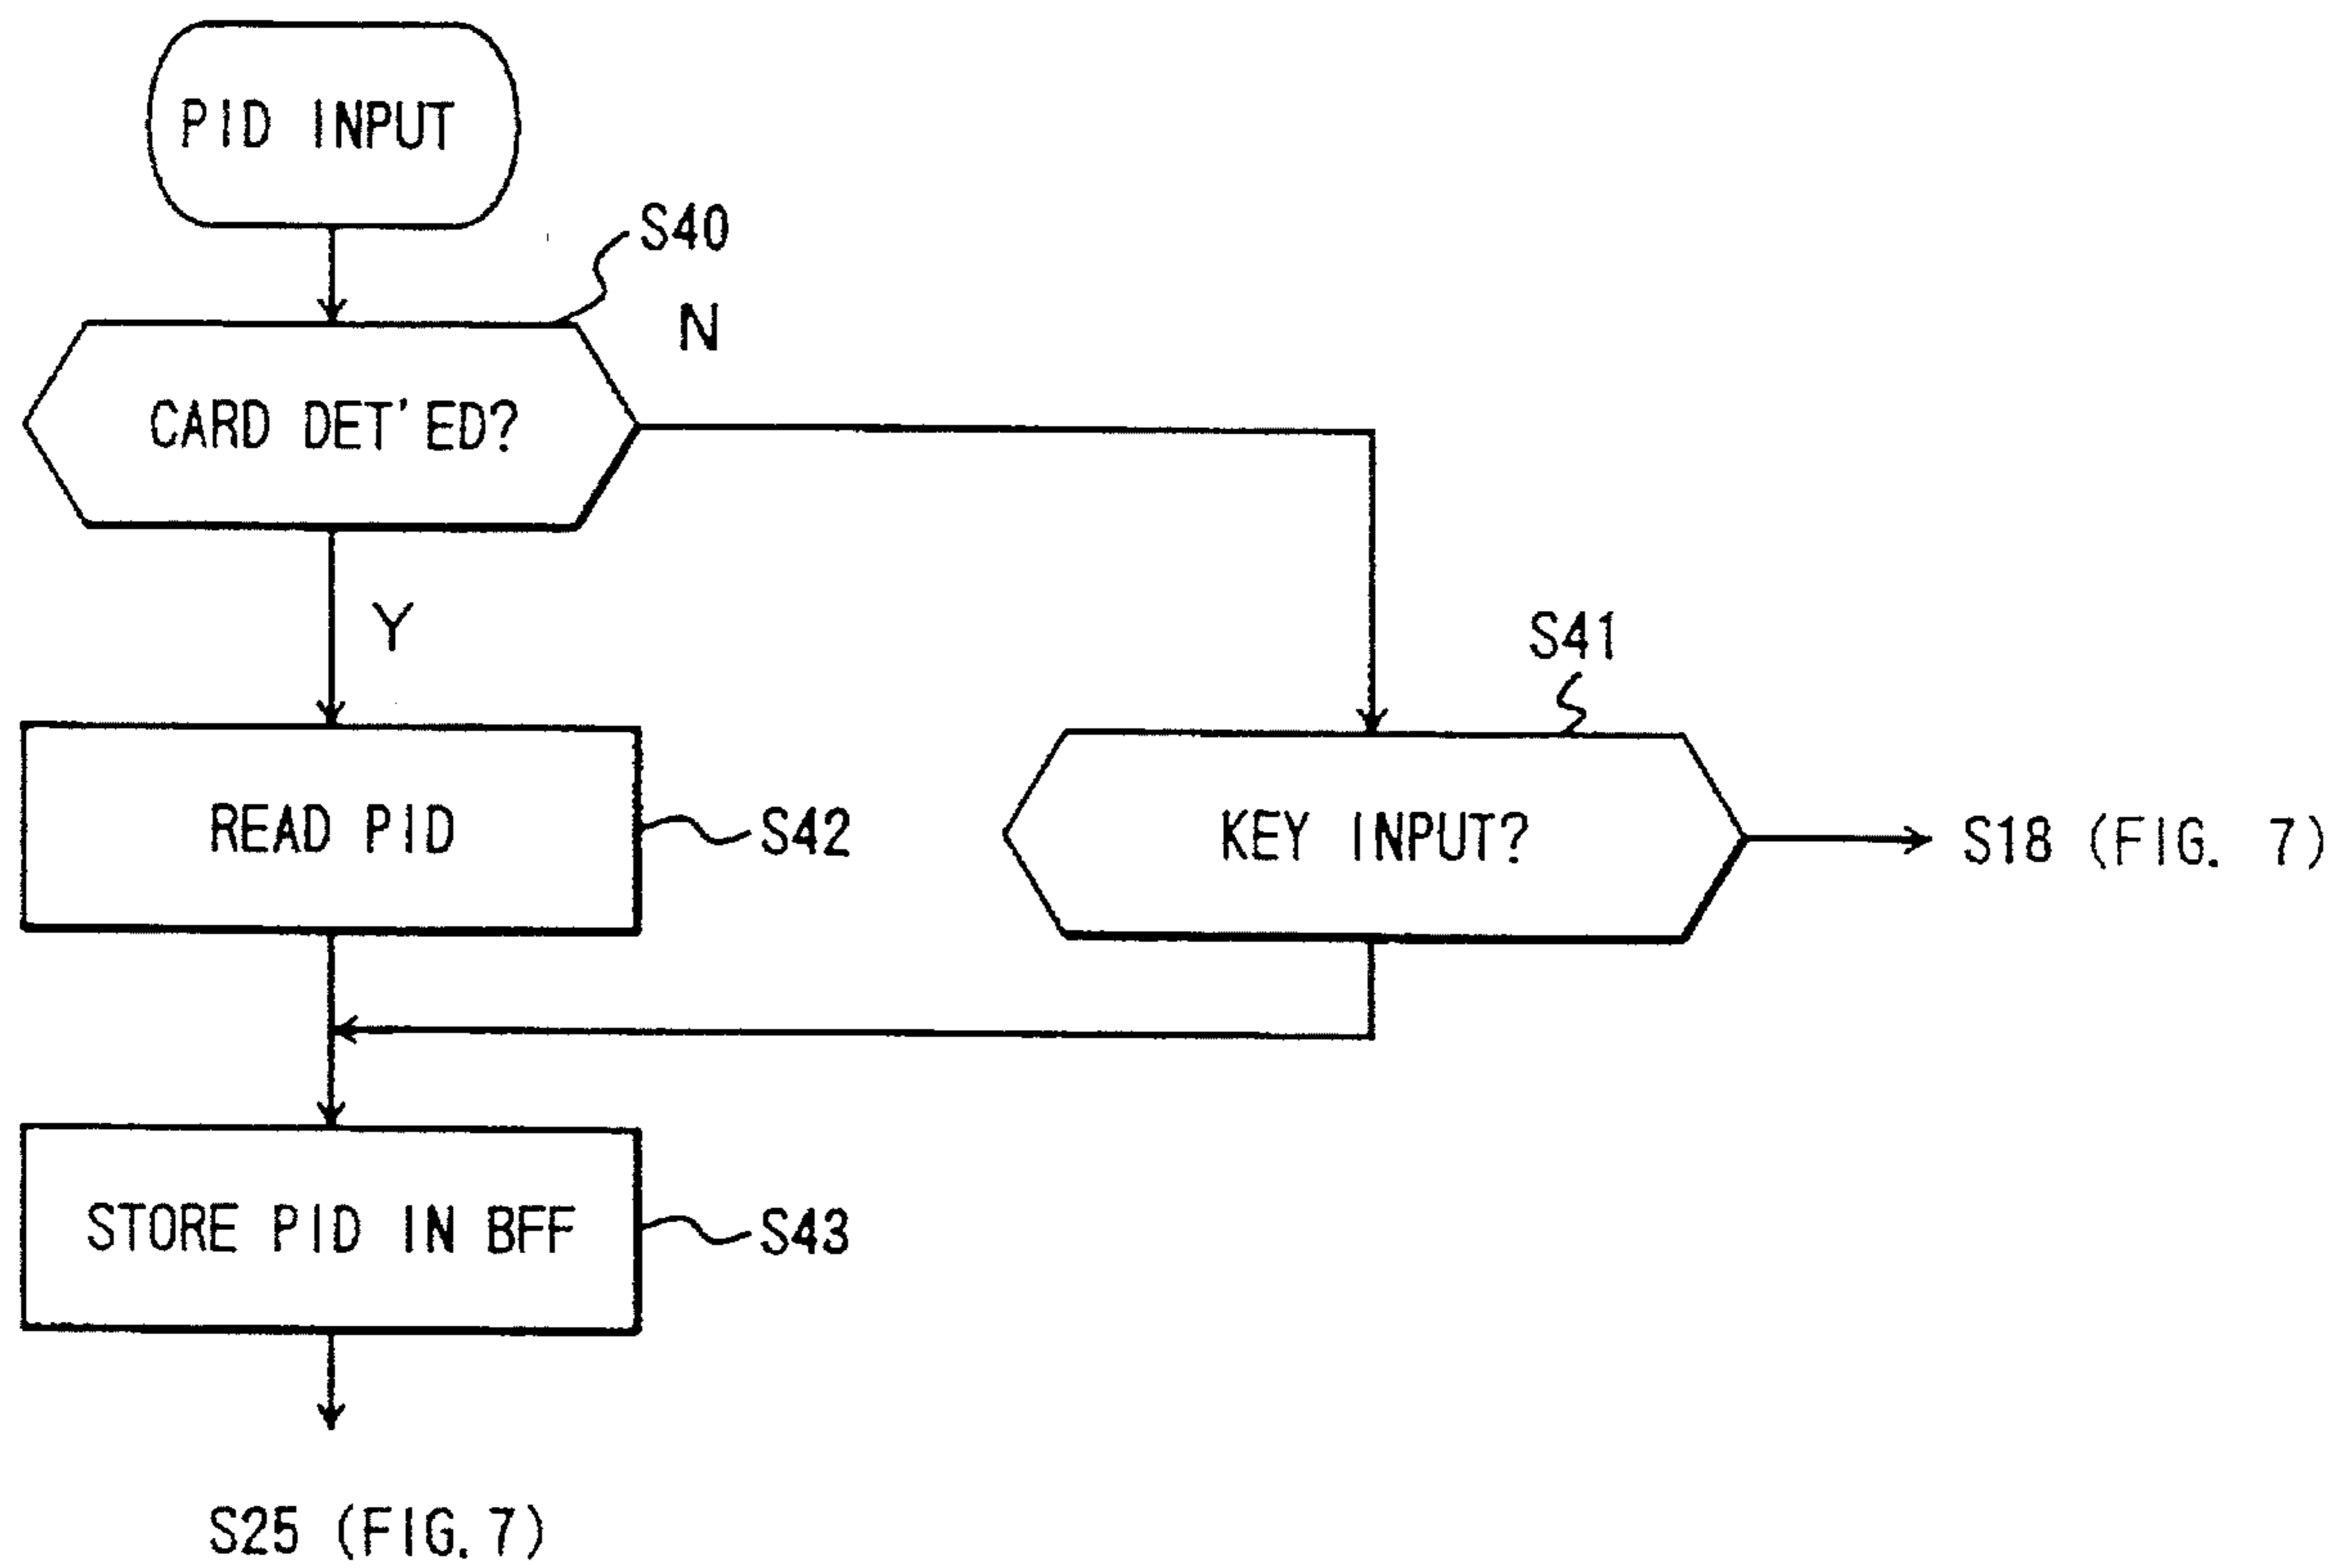 PID INPUT
S40
N
CARD DET'ED?
Y
S41
READ PID
S42
KEY INPUT?
S18 (FIG. 7)
STORE PID IN BFF
S43
S25 (FIG. 7)